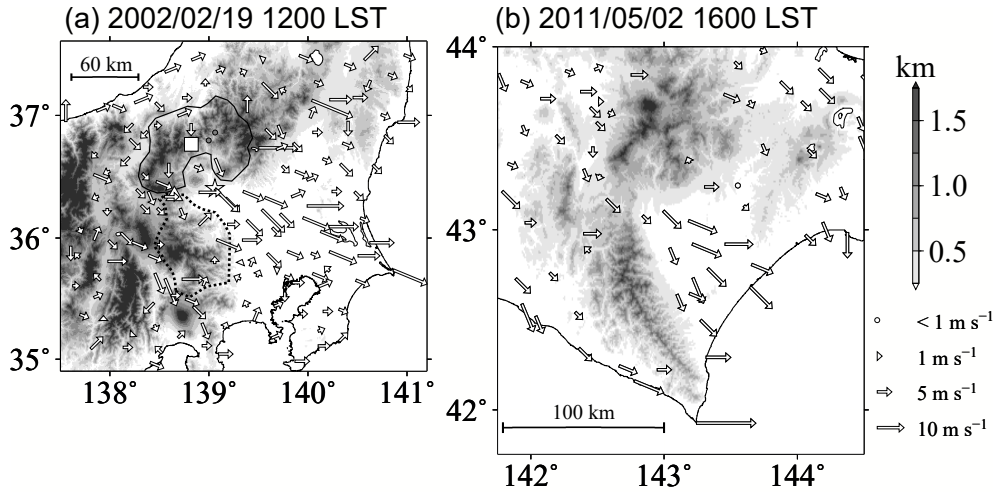 (a) 2002/02/19 1200 LST
(b) 2011/05/02 1600 LST
60 km
37°
36°
35°
138° 139° 140° 141°
44°
43°
42°
100 km
142° 143° 144°
km
1.5
1.0
0.5
< 1 m s⁻¹
1 m s⁻¹
5 m s⁻¹
10 m s⁻¹